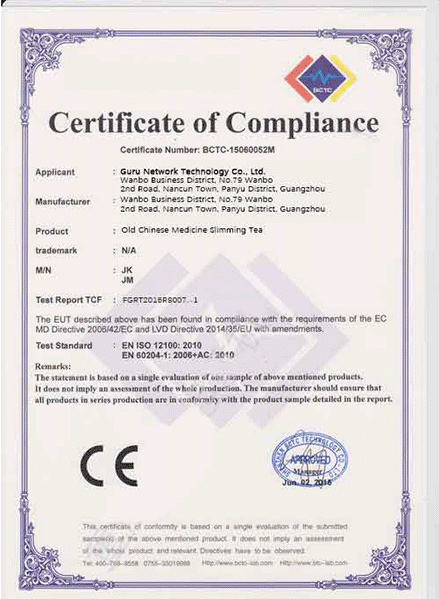 BCTC
Certificate of Compliance
Certificate Number: BCTC-15060052M
Applicant : Guru Network Technology Co., Ltd.
Wanbo Business District, No.79 Wanbo
2nd Road, Nancun Town, Panyu District, Guangzhou
Manufacturer : Wanbo Business District, No.79 Wanbo
2nd Road, Nancun Town, Panyu District, Guangzhou
Product : Old Chinese Medicine Slimming Tea
trademark : N/A
M/N : JK
JM
Test Report TCF : FGRT2016RS007.-1
The EUT described above has been found in compliance with the requirements of the EC
MD Directive 2006/42/EC and LVD Directive 2014/35/EU with amendments.
Test Standard : EN ISO 12100: 2010
EN 60204-1: 2006+AC: 2010
Remarks:
The statement is based on a single evaluation of one sample of above mentioned products.
It does not imply an assessment of the whole production. The manufacturer should ensure that
all products in series production are in conformity with the product sample detailed in the report.
CE
SHENZHEN BCTC TECHNOLOGY CO., LTD.
APPROVED
Manager
Jun. 02, 2016
This certificate of conformity is based on a single evaluation of the submitted
sample(s) of the above mentioned product. It does not imply an assessment
of the whole product and relevant Directives have to be observed.
Tel: 400-788-9558 0755-33019988 Http://www.bctc-lab.com Http://www.btc-lab.com